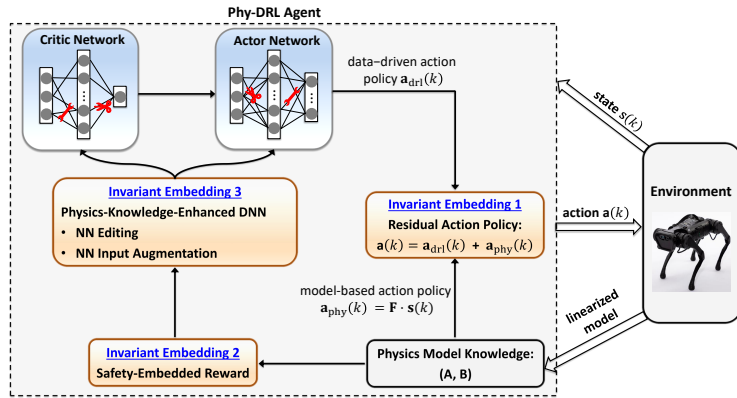 Phy-DRL Agent
Critic Network
Actor Network
data−driven action
policy a_drl(k)
state s(k)
Invariant Embedding 3
Physics-Knowledge-Enhanced DNN
• NN Editing
• NN Input Augmentation
Invariant Embedding 1
Residual Action Policy:
a(k) = a_drl(k) + a_phy(k)
action a(k)
Environment
model-based action policy
a_phy(k) = F · s(k)
linearized
model
Invariant Embedding 2
Safety-Embedded Reward
Physics Model Knowledge:
(A, B)